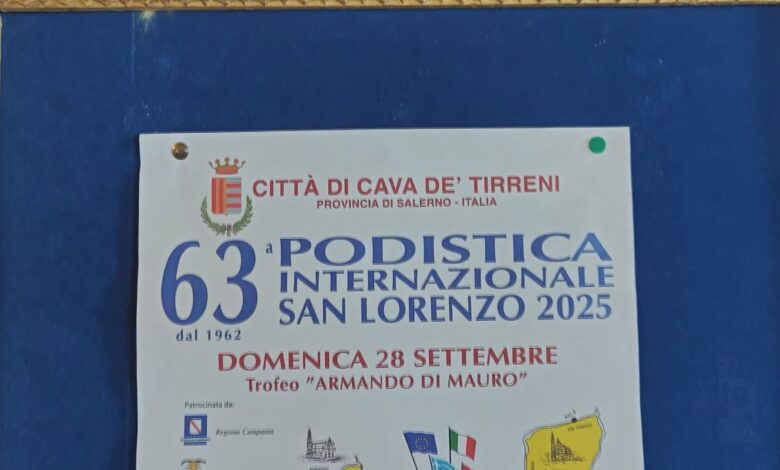 CITTÀ DI CAVA DE' TIRRENI
PROVINCIA DI SALERNO - ITALIA
63ª PODISTICA
INTERNAZIONALE
SAN LORENZO 2025
dal 1962
DOMENICA 28 SETTEMBRE
Trofeo "ARMANDO DI MAURO"
Patrocinata da:
Regione Campania